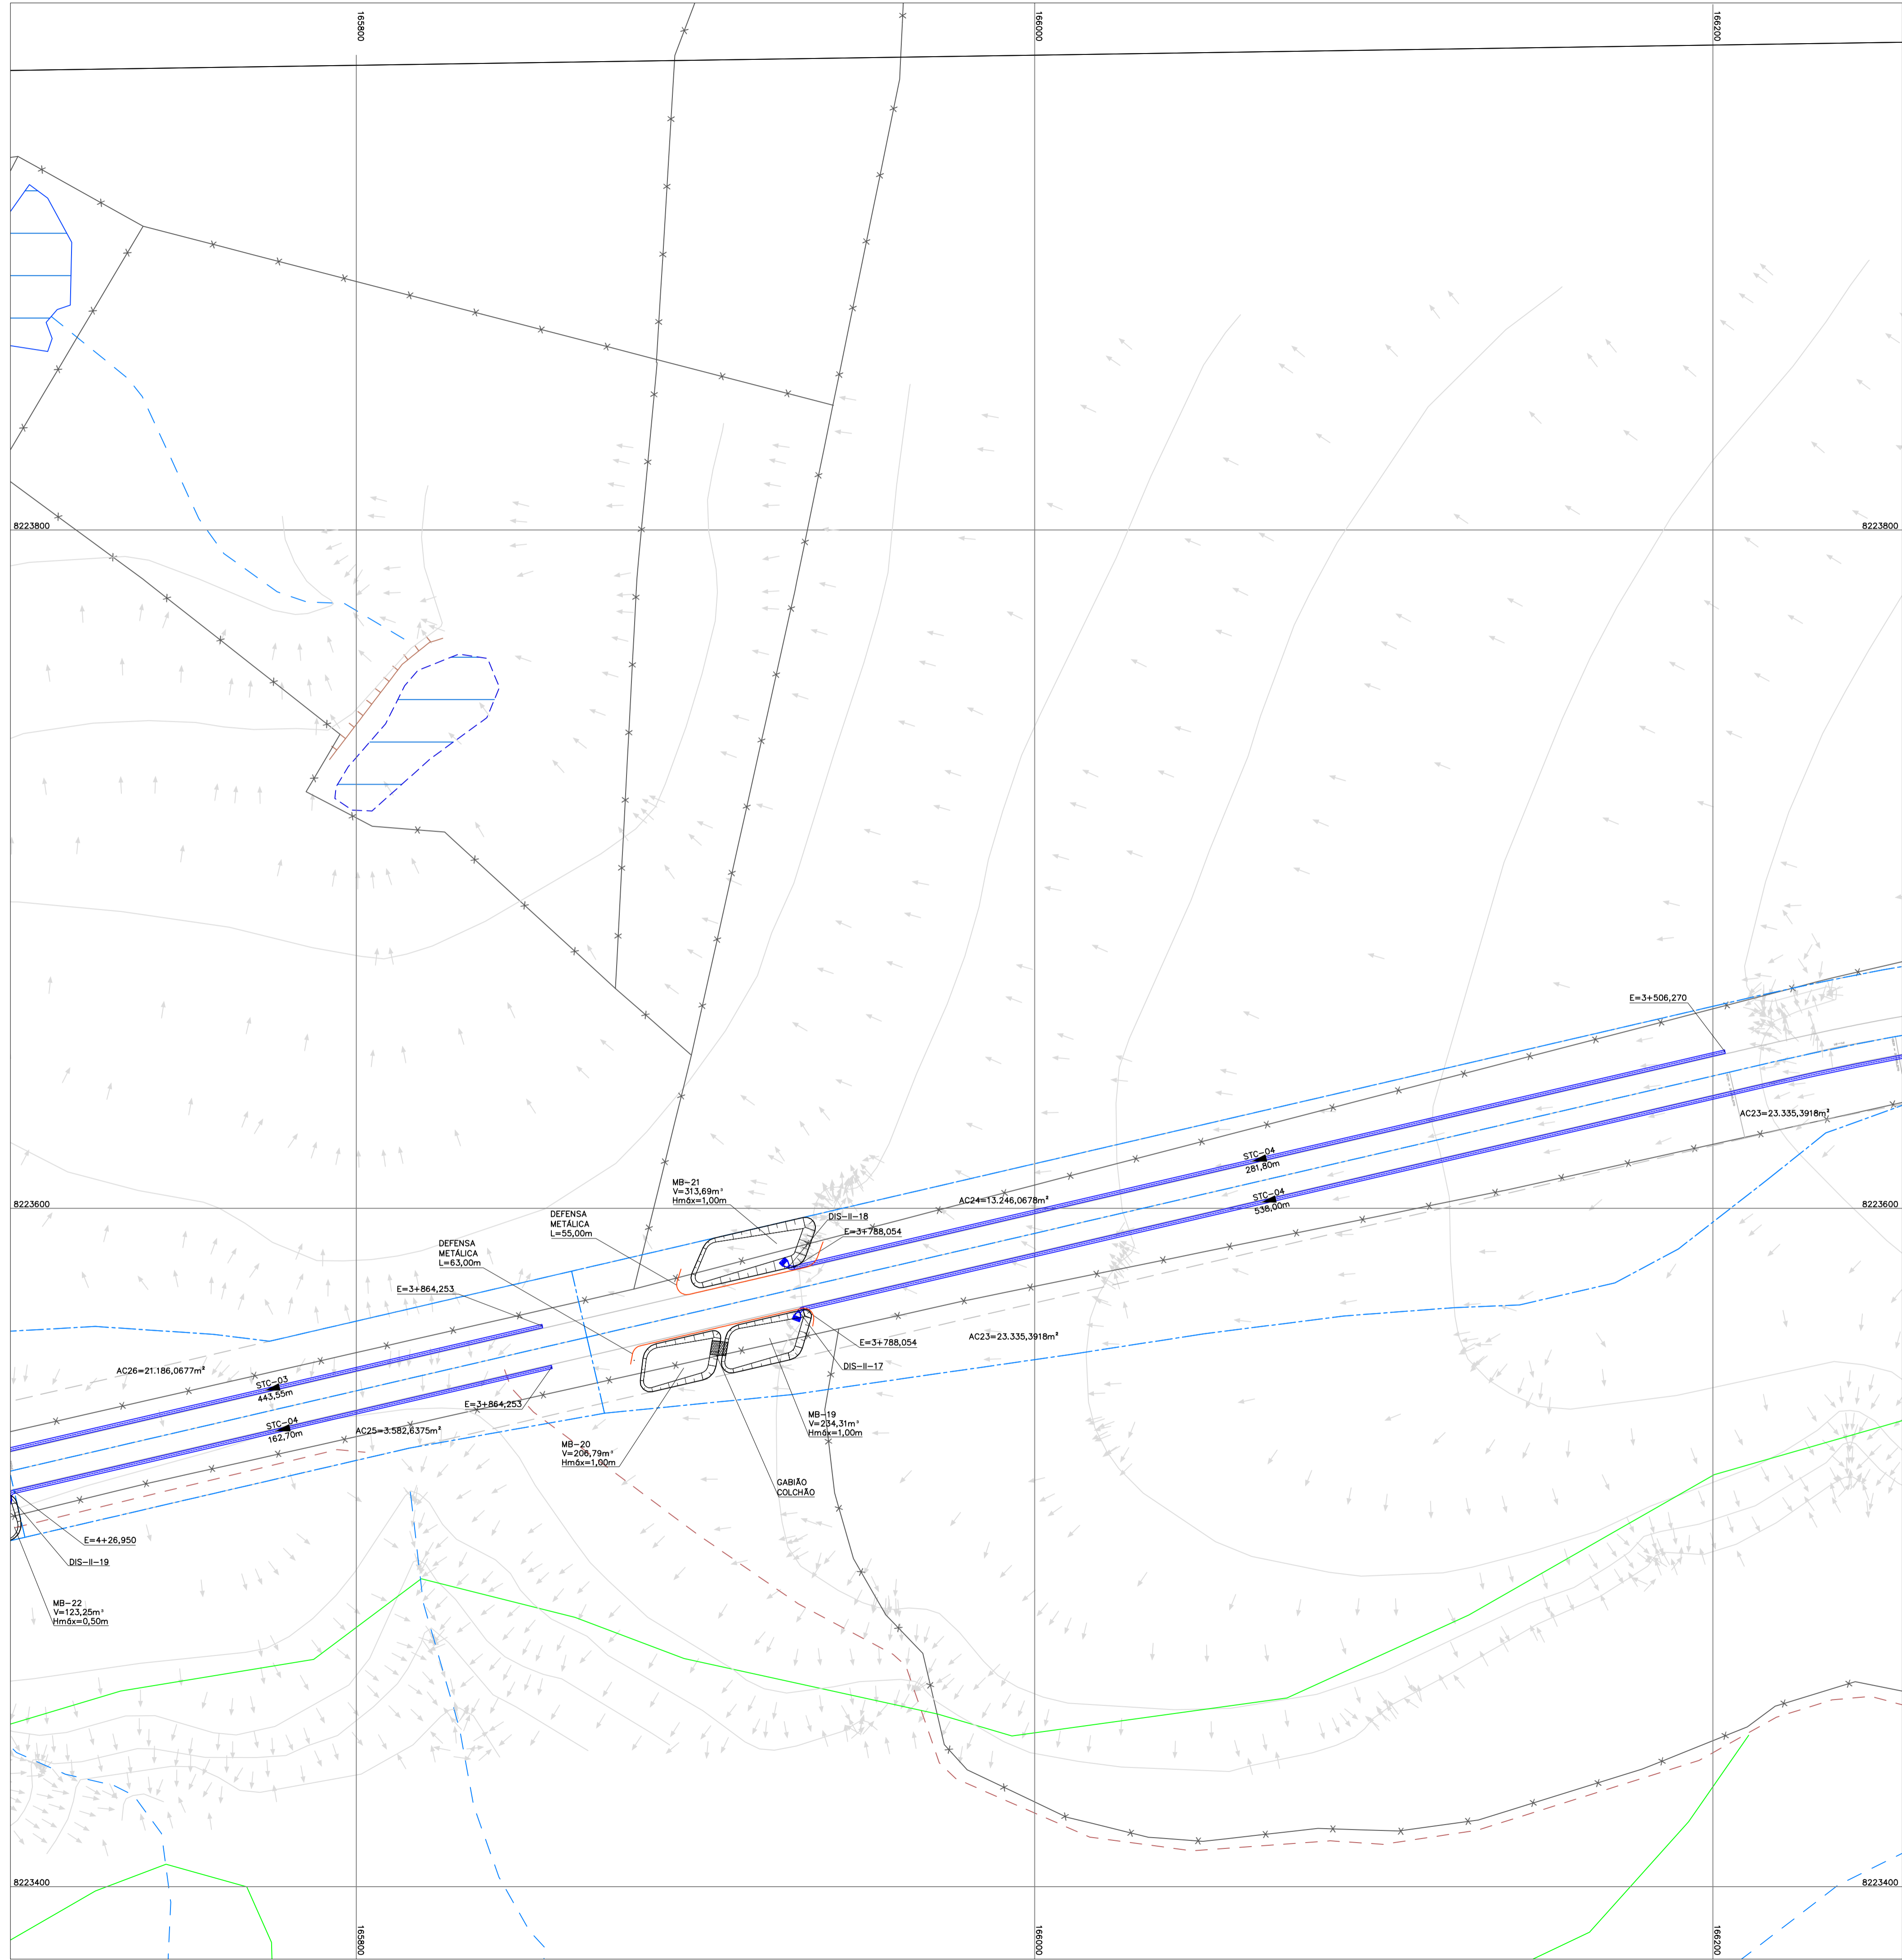 165800
166000
166200
8223800
8223800
E=3+506,270
AC23=23.335,3918m²
STC-04
281,80m
MB-21
V=313,69m³
Hmáx=1,00m
AC24=13.246,0678m²
STC-04
538,00m
8223600
8223600
DEFENSA
METÁLICA
L=55,00m
DIS-II-18
E=3+788,054
DEFENSA
METÁLICA
L=63,00m
E=3+864,253
AC23=23.335,3918m²
E=3+788,054
DIS-II-17
AC26=21.186,0677m²
STC-03
443,55m
E=3+864,253
STC-04
162,70m
AC25=3.582,6375m²
MB-19
V=234,31m³
Hmáx=1,00m
MB-20
V=206,79m³
Hmáx=1,00m
GABIÃO
COLCHÃO
E=4+26,950
DIS-II-19
MB-22
V=123,25m³
Hmáx=0,50m
8223400
8223400
165800
166000
166200